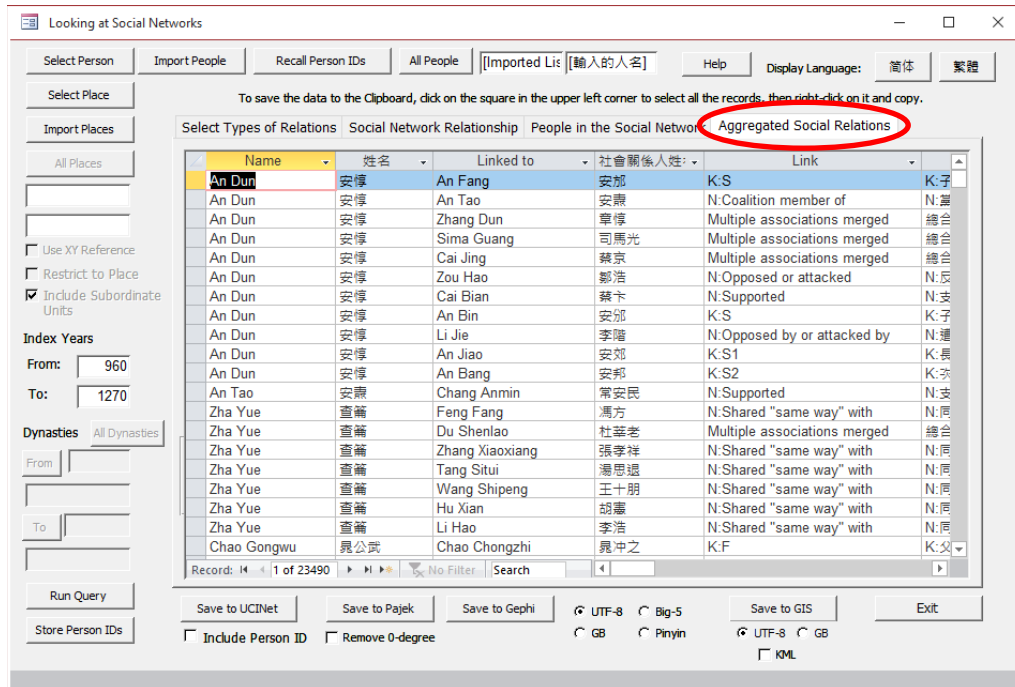 Looking at Social Networks
Select Person Import People Recall Person IDs All People [Imported Lis [輸入的人名] Help Display Language: 简体 繁體
Select Place To save the data to the Clipboard, click on the square in the upper left corner to select all the records, then right-click on it and copy.
Import Places Select Types of Relations Social Network Relationship People in the Social Network Aggregated Social Relations
All Places
Name 姓名 Linked to 社會關係人姓 Link
An Dun 安惇 An Fang 安邡 K:S K:子
An Dun 安惇 An Tao 安燾 N:Coalition member of N:
An Dun 安惇 Zhang Dun 章惇 Multiple associations merged 總合
An Dun 安惇 Sima Guang 司馬光 Multiple associations merged 總合
An Dun 安惇 Cai Jing 蔡京 Multiple associations merged 總合
An Dun 安惇 Zou Hao 鄒浩 N:Opposed or attacked N:反
An Dun 安惇 Cai Bian 蔡卞 N:Supported N:支
An Dun 安惇 An Bin 安邠 K:S K:子
An Dun 安惇 Li Jie 李階 N:Opposed by or attacked by N:遭
An Dun 安惇 An Jiao 安郊 K:S1 K:長
An Dun 安惇 An Bang 安邦 K:S2 K:次
An Tao 安燾 Chang Anmin 常安民 N:Supported N:支
Zha Yue 查籥 Feng Fang 馮方 N:Shared "same way" with N:同
Zha Yue 查籥 Du Shenlao 杜莘老 Multiple associations merged 總合
Zha Yue 查籥 Zhang Xiaoxiang 張孝祥 N:Shared "same way" with N:同
Zha Yue 查籥 Tang Situi 湯思退 N:Shared "same way" with N:同
Zha Yue 查籥 Wang Shipeng 王十朋 N:Shared "same way" with N:同
Zha Yue 查籥 Hu Xian 胡憲 N:Shared "same way" with N:同
Zha Yue 查籥 Li Hao 李浩 N:Shared "same way" with N:同
Chao Gongwu 晁公武 Chao Chongzhi 晁冲之 K:F K:父
Record: 1 of 23490 No Filter Search
Use XY Reference
Restrict to Place
Include Subordinate
Units
Index Years
From: 960
To: 1270
Dynasties All Dynasties
From
To
Run Query
Store Person IDs
Save to UCINet Save to Pajek Save to Gephi UTF-8 Big-5 Save to GIS Exit
Include Person ID Remove 0-degree GB Pinyin UTF-8 GB
KML